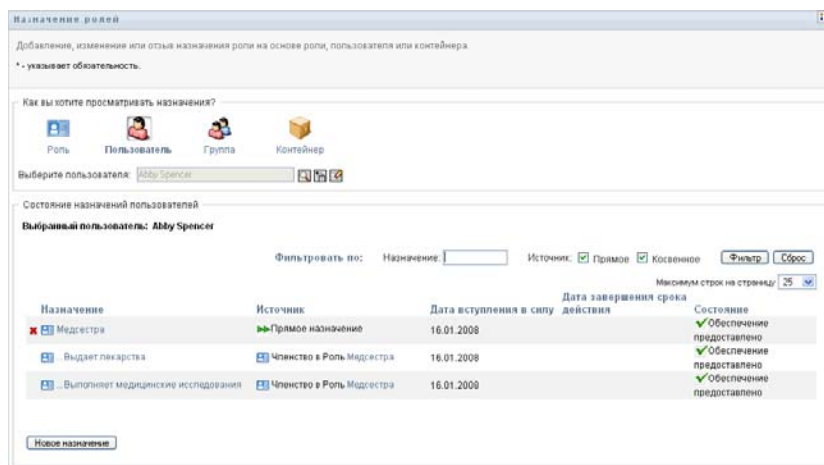 Назначение ролей
Добавление, изменение или отзыв назначения роли на основе роли, пользователя или контейнера.
* - указывает обязательность.
Как вы хотите просматривать назначения?
Роль Пользователь Группа Контейнер
Выберите пользователя: Abby Spencer
Состояние назначений пользователей
Выбранный пользователь: Abby Spencer
Фильтровать по: Назначение: Источник: Прямое Косвенное Фильтр Сброс
Максимум строк на страницу 25
Назначение Источник Дата вступления в силу Дата завершения срока действия Состояние
Медсестра Прямое назначение 16.01.2008 Обеспечение предоставлено
...Выдает лекарства Членство в Роль Медсестра 16.01.2008 Обеспечение предоставлено
...Выполняет медицинские исследования Членство в Роль Медсестра 16.01.2008 Обеспечение предоставлено
Новое назначение